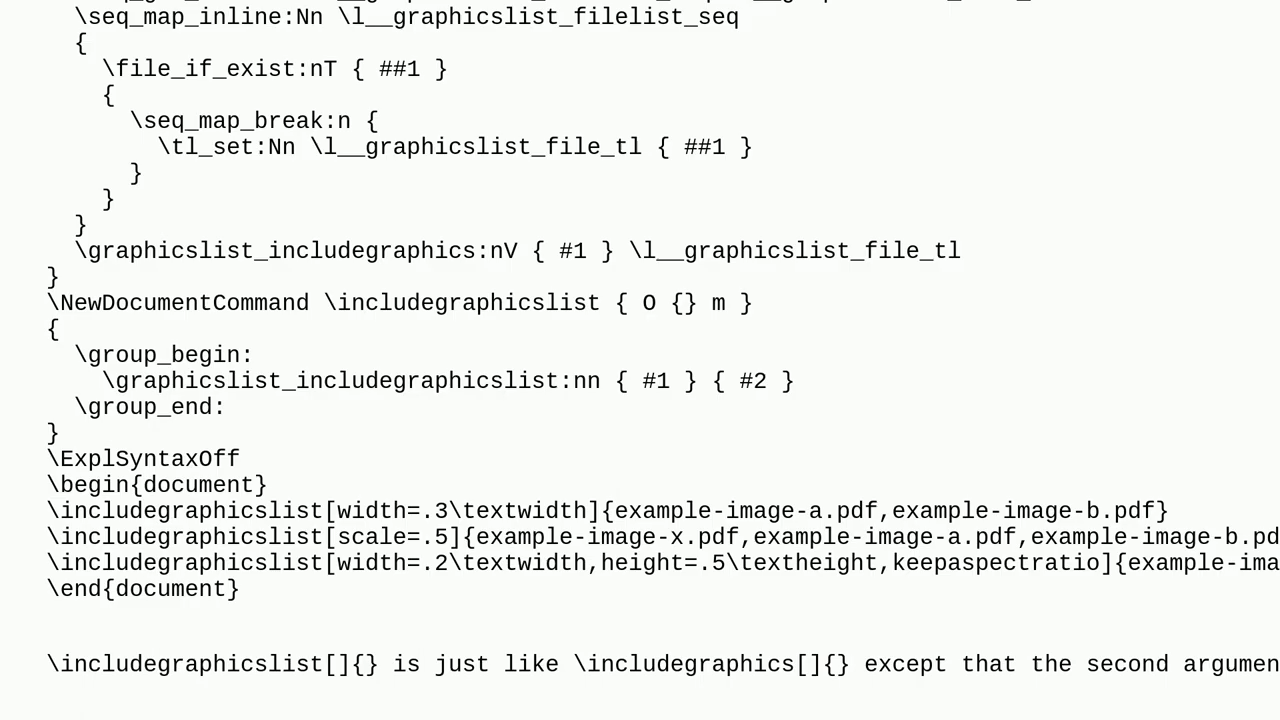 \seq_map_inline:Nn \l__graphicslist_filelist_seq
{
\file_if_exist:nT { ##1 }
{
\seq_map_break:n {
\tl_set:Nn \l__graphicslist_file_tl { ##1 }
}
}
}
\graphicslist_includegraphics:nV { #1 } \l__graphicslist_file_tl
}
\NewDocumentCommand \includegraphicslist { O {} m }
{
\group_begin:
\graphicslist_includegraphicslist:nn { #1 } { #2 }
\group_end:
}
\ExplSyntaxOff
\begin{document}
\includegraphicslist[width=.3\textwidth]{example-image-a.pdf,example-image-b.pdf}
\includegraphicslist[scale=.5]{example-image-x.pdf,example-image-a.pdf,example-image-b.pd
\includegraphicslist[width=.2\textwidth,height=.5\textheight,keepaspectratio]{example-ima
\end{document}
\includegraphicslist[]{} is just like \includegraphics[]{} except that the second argumen